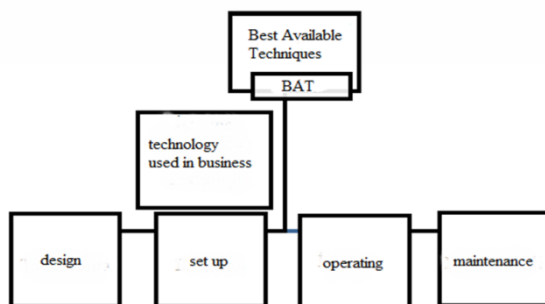 Best Available
Techniques
BAT
technology
used in business
design
set up
operating
maintenance